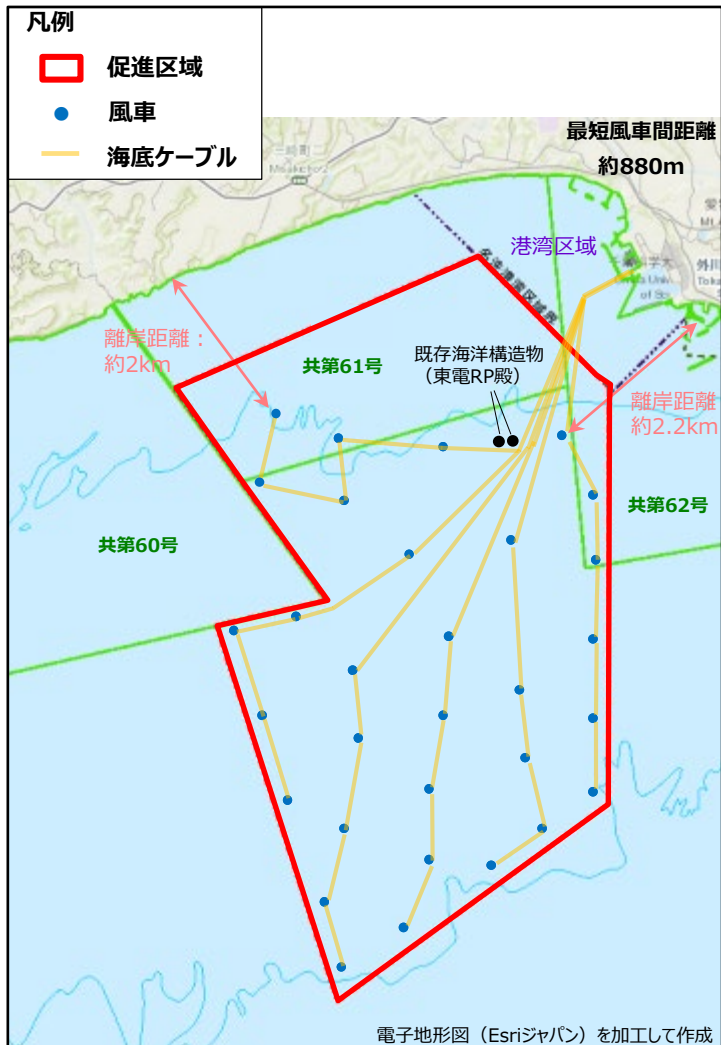 凡例
促進区域
風車
海底ケーブル
最短風車間距離
約880m
港湾区域
外川
離岸距離：
約2km
共第61号
既存海洋構造物
（東電RP殿）
離岸距離
約2.2km
共第60号
共第62号
電子地形図（Esriジャパン）を加工して作成